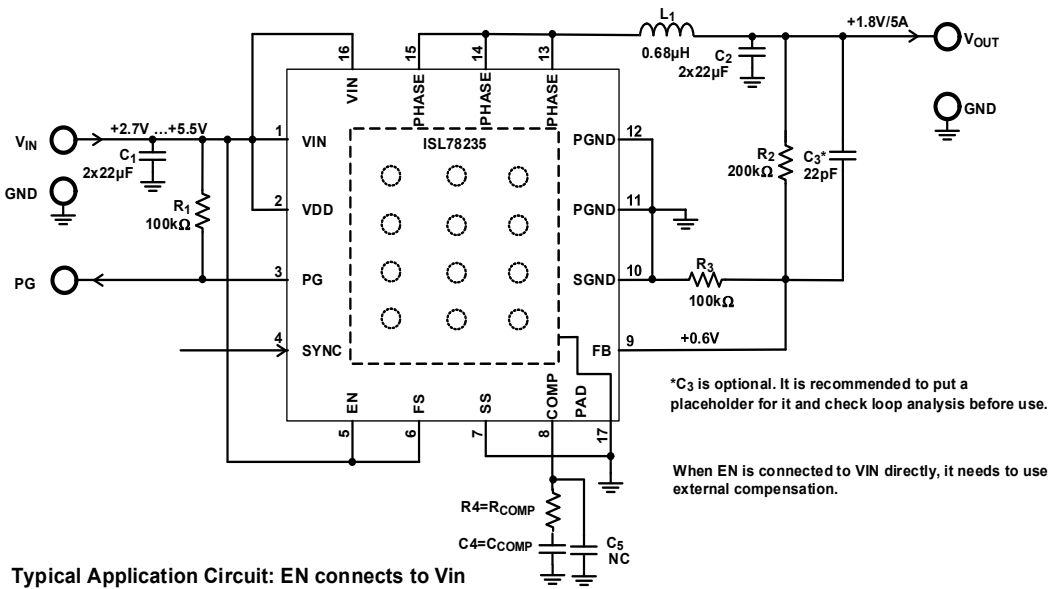 L1
+1.8V/5A
VOUT
0.68µH
C2
2x22µF
16
15
14
13
VIN
PHASE
PHASE
PHASE
GND
VIN
+2.7V ...+5.5V
1
VIN
ISL78235
PGND
12
C1
2x22µF
R2
200kΩ
C3*
22pF
GND
R1
100kΩ
2
VDD
PGND
11
PG
3
PG
SGND
10
R3
100kΩ
4
SYNC
FB
9
+0.6V
EN
FS
SS
COMP
PAD
5
6
7
8
17
*C3 is optional. It is recommended to put a
placeholder for it and check loop analysis before use.
When EN is connected to VIN directly, it needs to use
external compensation.
R4=RCOMP
C4=CCOMP
C5
NC
Typical Application Circuit: EN connects to Vin